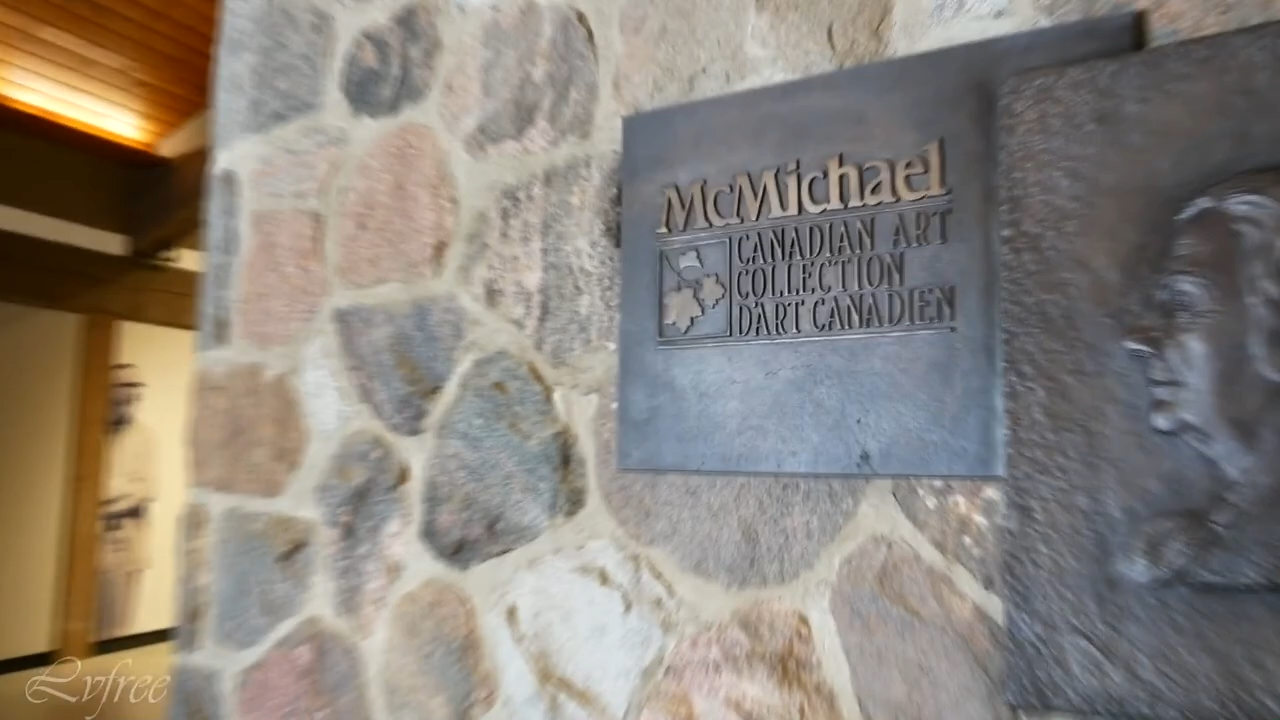 McMichael
CANADIAN ART
COLLECTION
D'ART CANADIEN
Lvfree